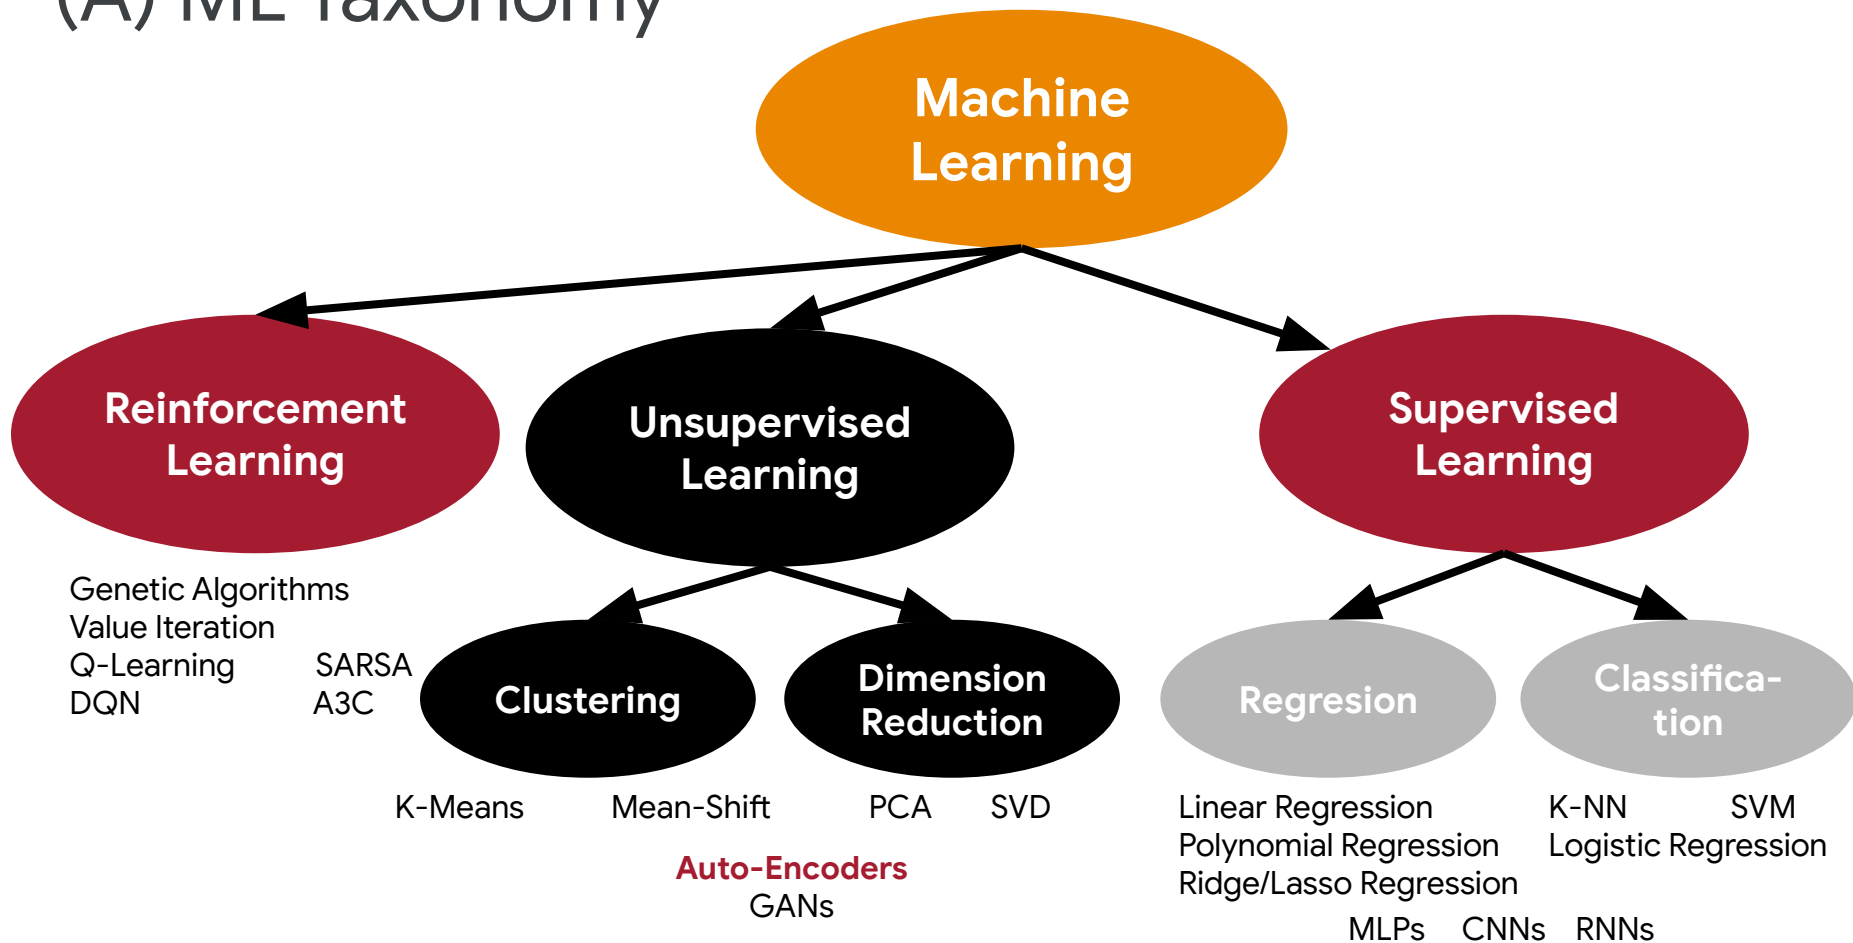 (A) ML Taxonomy
Machine
Learning
Reinforcement
Learning
Unsupervised
Learning
Supervised
Learning
Genetic Algorithms
Value Iteration
Q-Learning SARSA
DQN A3C
Clustering
Dimension
Reduction
Regresion
Classifica-
tion
K-Means Mean-Shift
PCA SVD
Auto-Encoders
GANs
Linear Regression
Polynomial Regression
Ridge/Lasso Regression
K-NN SVM
Logistic Regression
MLPs CNNs RNNs